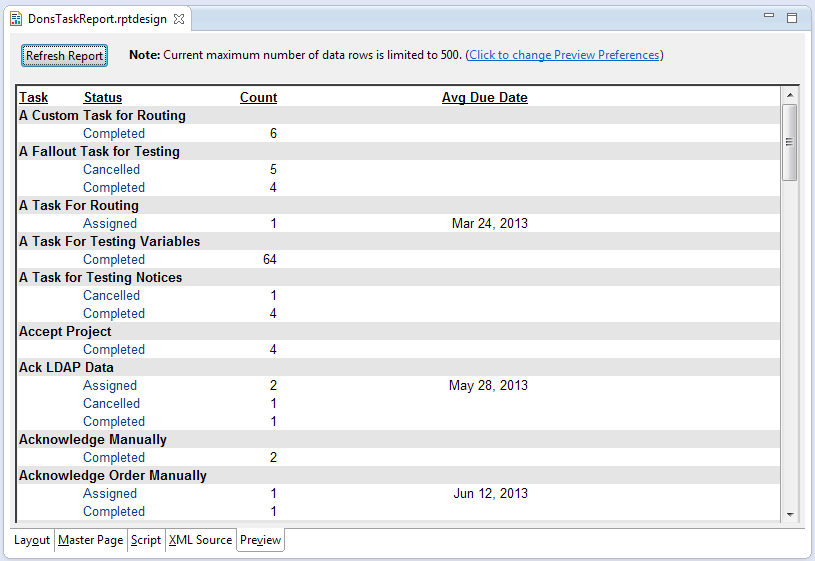 DonsTaskReport.rptdesign
Refresh Report Note: Current maximum number of data rows is limited to 500. (Click to change Preview Preferences)
Task Status Count Avg Due Date
A Custom Task for Routing
Completed 6
A Fallout Task for Testing
Cancelled 5
Completed 4
A Task For Routing
Assigned 1 Mar 24, 2013
A Task For Testing Variables
Completed 64
A Task for Testing Notices
Cancelled 1
Completed 4
Accept Project
Completed 4
Ack LDAP Data
Assigned 2 May 28, 2013
Cancelled 1
Completed 1
Acknowledge Manually
Completed 2
Acknowledge Order Manually
Assigned 1 Jun 12, 2013
Completed 1
Layout Master Page Script XML Source Preview